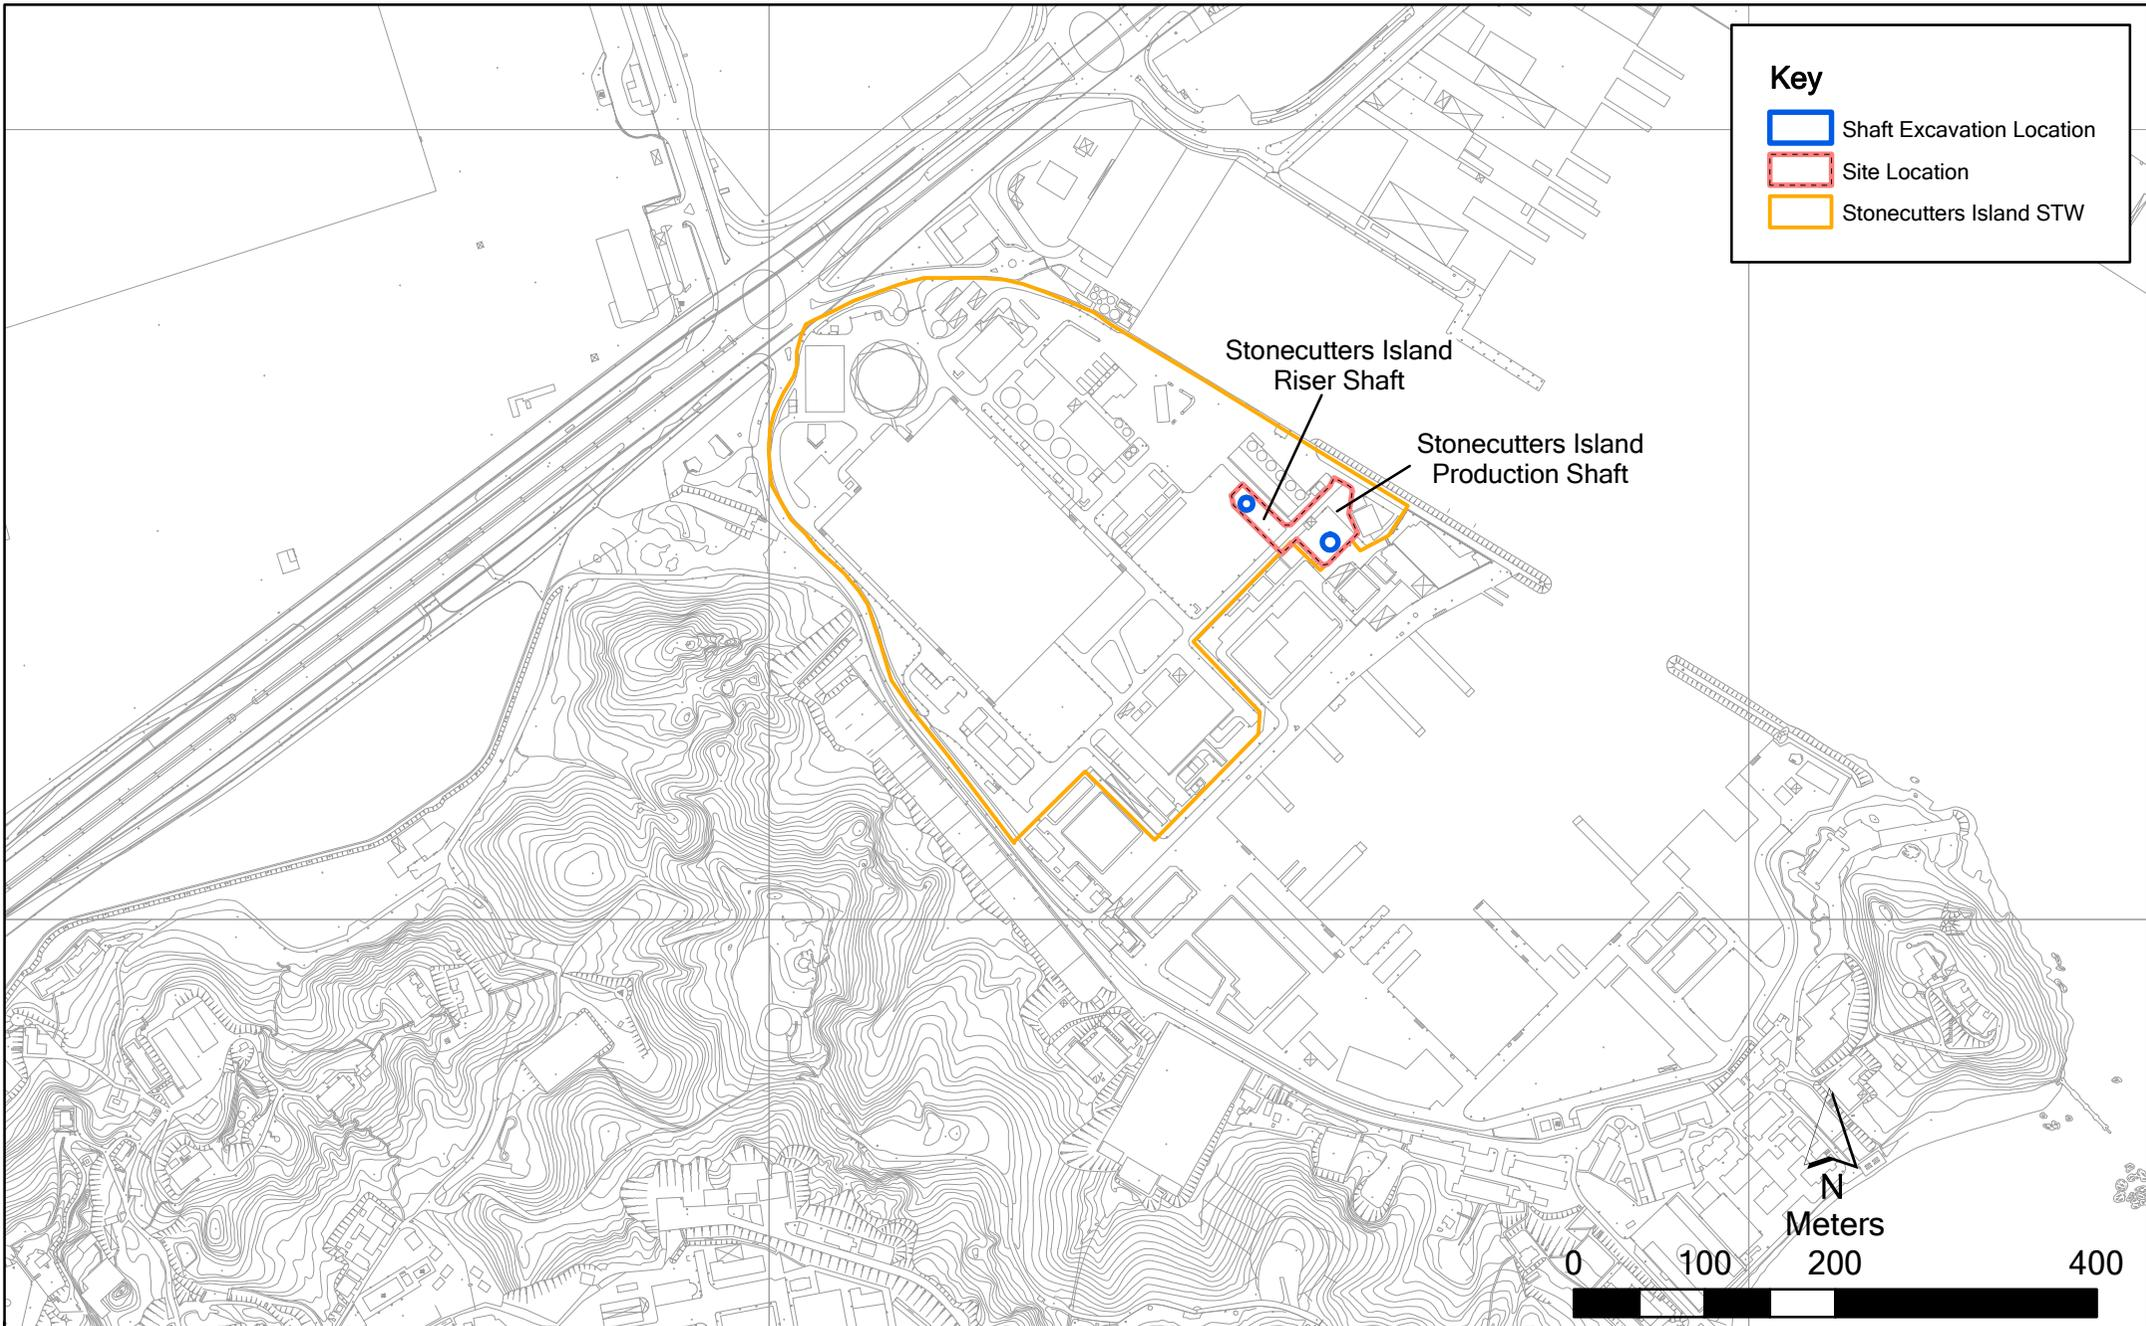 Key
Shaft Excavation Location
Site Location
Stonecutters Island STW
Stonecutters Island
Riser Shaft
Stonecutters Island
Production Shaft
N
Meters
0 100 200 400